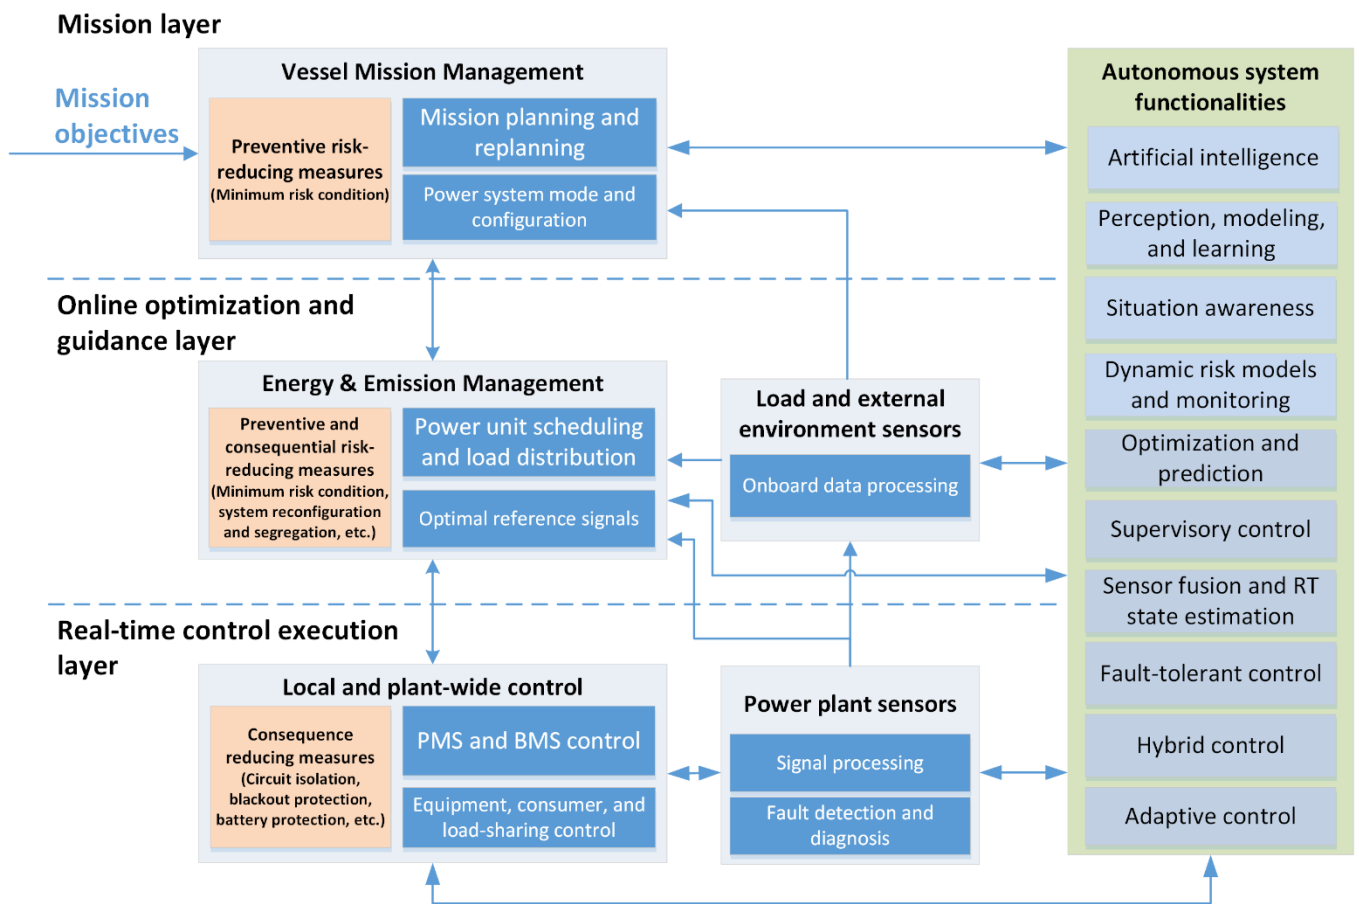 Mission layer
Mission
objectives
Vessel Mission Management
Preventive risk-
reducing measures
(Minimum risk condition)
Mission planning and
replanning
Power system mode and
configuration
Online optimization and
guidance layer
Energy & Emission Management
Preventive and
consequential risk-
reducing measures
(Minimum risk condition,
system reconfiguration
and segregation, etc.)
Power unit scheduling
and load distribution
Optimal reference signals
Load and external
environment sensors
Onboard data processing
Real-time control execution
layer
Local and plant-wide control
Consequence
reducing measures
(Circuit isolation,
blackout protection,
battery protection, etc.)
PMS and BMS control
Equipment, consumer, and
load-sharing control
Power plant sensors
Signal processing
Fault detection and
diagnosis
Autonomous system
functionalities
Artificial intelligence
Perception, modeling,
and learning
Situation awareness
Dynamic risk models
and monitoring
Optimization and
prediction
Supervisory control
Sensor fusion and RT
state estimation
Fault-tolerant control
Hybrid control
Adaptive control